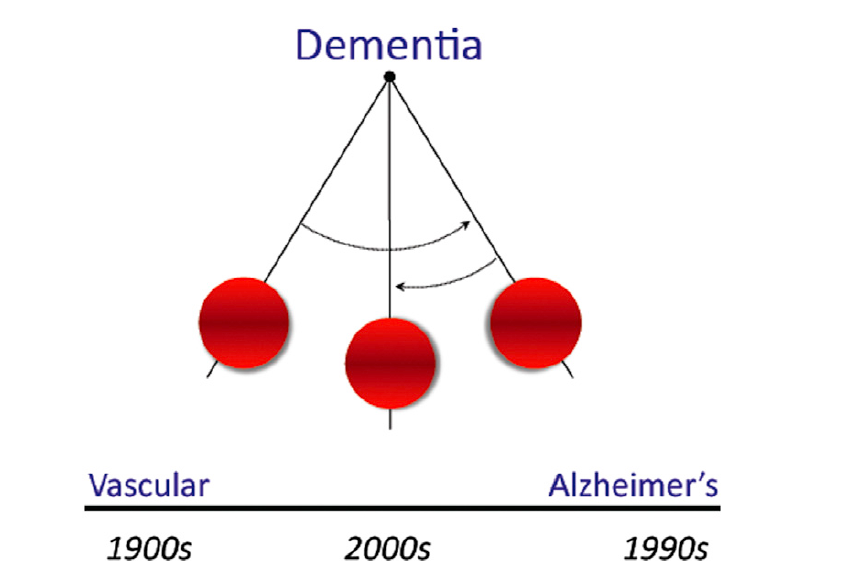 Dementia
Vascular Alzheimer’s
1900s 2000s 1990s